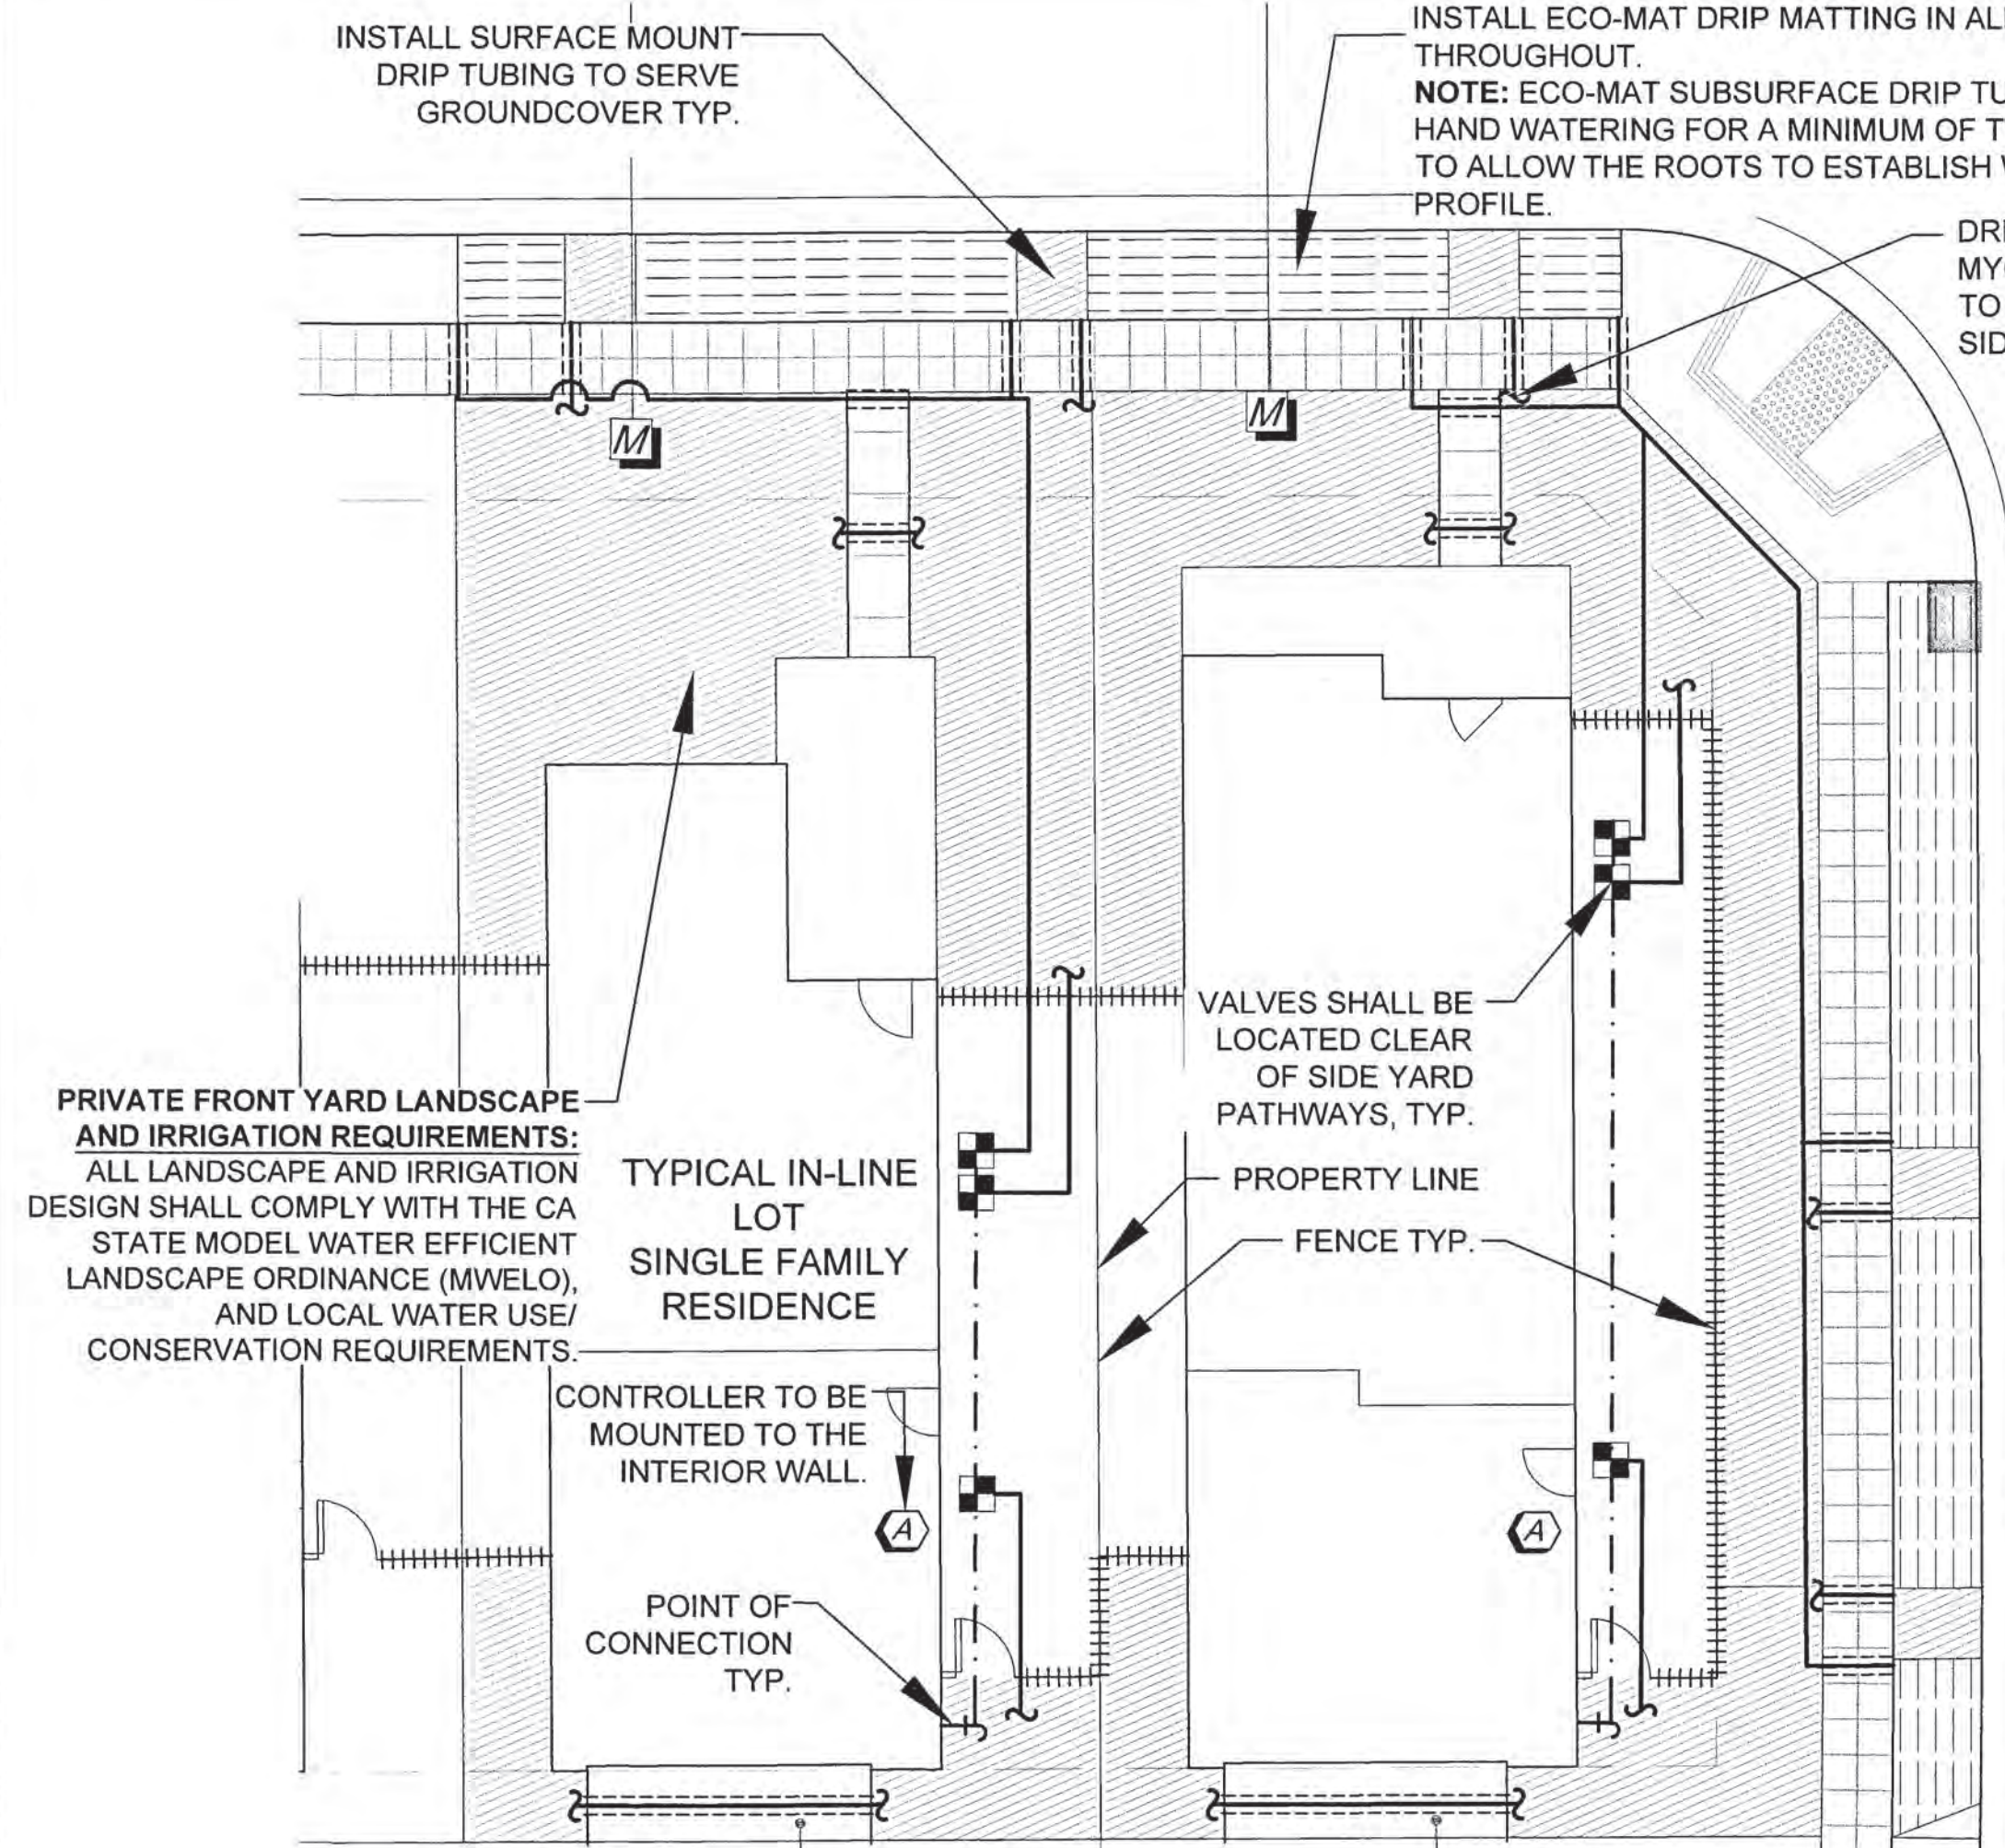 INSTALL SURFACE MOUNT
DRIP TUBING TO SERVE
GROUNDCOVER TYP.
INSTALL ECO-MAT DRIP MATTING IN AL
THROUGHOUT.
NOTE: ECO-MAT SUBSURFACE DRIP TU
HAND WATERING FOR A MINIMUM OF T
TO ALLOW THE ROOTS TO ESTABLISH
PROFILE.
DRI
MY
TO
SID
M
M
VALVES SHALL BE
LOCATED CLEAR
OF SIDE YARD
PATHWAYS, TYP.
PRIVATE FRONT YARD LANDSCAPE
AND IRRIGATION REQUIREMENTS:
ALL LANDSCAPE AND IRRIGATION
DESIGN SHALL COMPLY WITH THE CA
STATE MODEL WATER EFFICIENT
LANDSCAPE ORDINANCE (MWELO),
AND LOCAL WATER USE/
CONSERVATION REQUIREMENTS.
TYPICAL IN-LINE
LOT
SINGLE FAMILY
RESIDENCE
PROPERTY LINE
FENCE TYP.
CONTROLLER TO BE
MOUNTED TO THE
INTERIOR WALL.
A
A
POINT OF
CONNECTION
TYP.